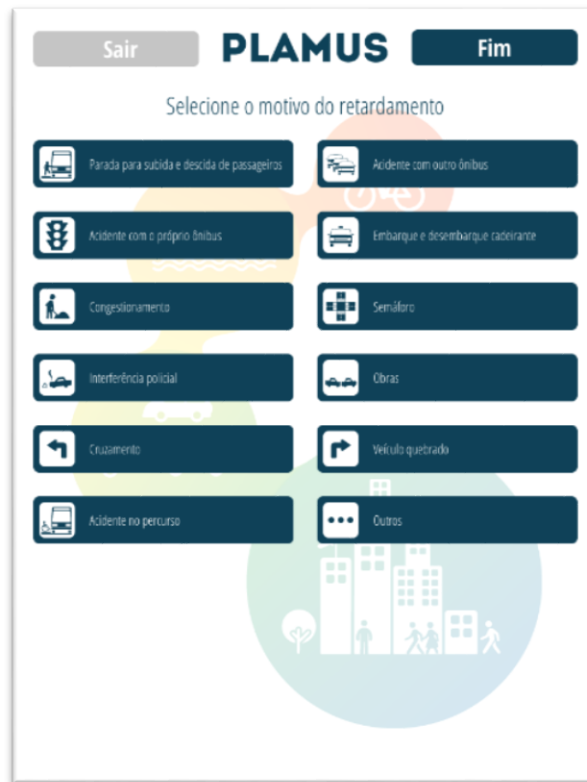 Sair
PLAMUS
Fim
Selecione o motivo do retardamento
Parada para subida e descida de passageiros
Acidente com outro ônibus
Acidente com o próprio ônibus
Embarque e desembarque cadeirante
Congestionamento
Semáforo
Interferência policial
Obras
Cruzamento
Veículo quebrado
Acidente no percurso
Outros